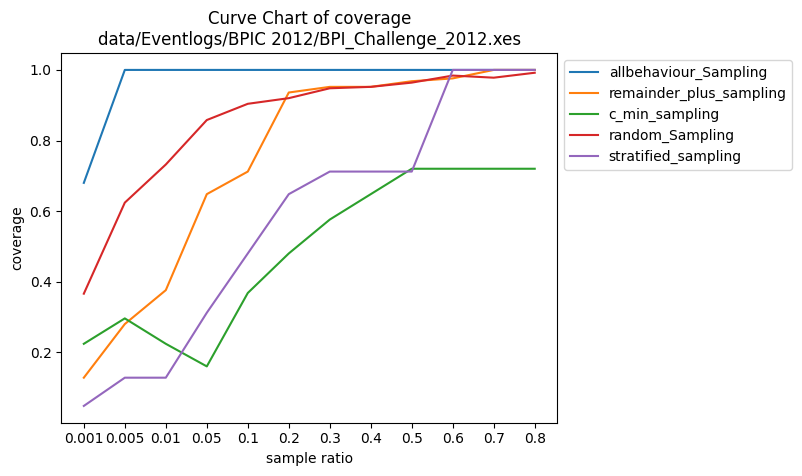 Curve Chart of coverage
data/Eventlogs/BPIC 2012/BPI_Challenge_2012.xes
1.0
0.8
0.6
0.4
0.2
coverage
0.001 0.005 0.01 0.05 0.1 0.2 0.3 0.4 0.5 0.6 0.7 0.8
sample ratio
allbehaviour_Sampling
remainder_plus_sampling
c_min_sampling
random_Sampling
stratified_sampling